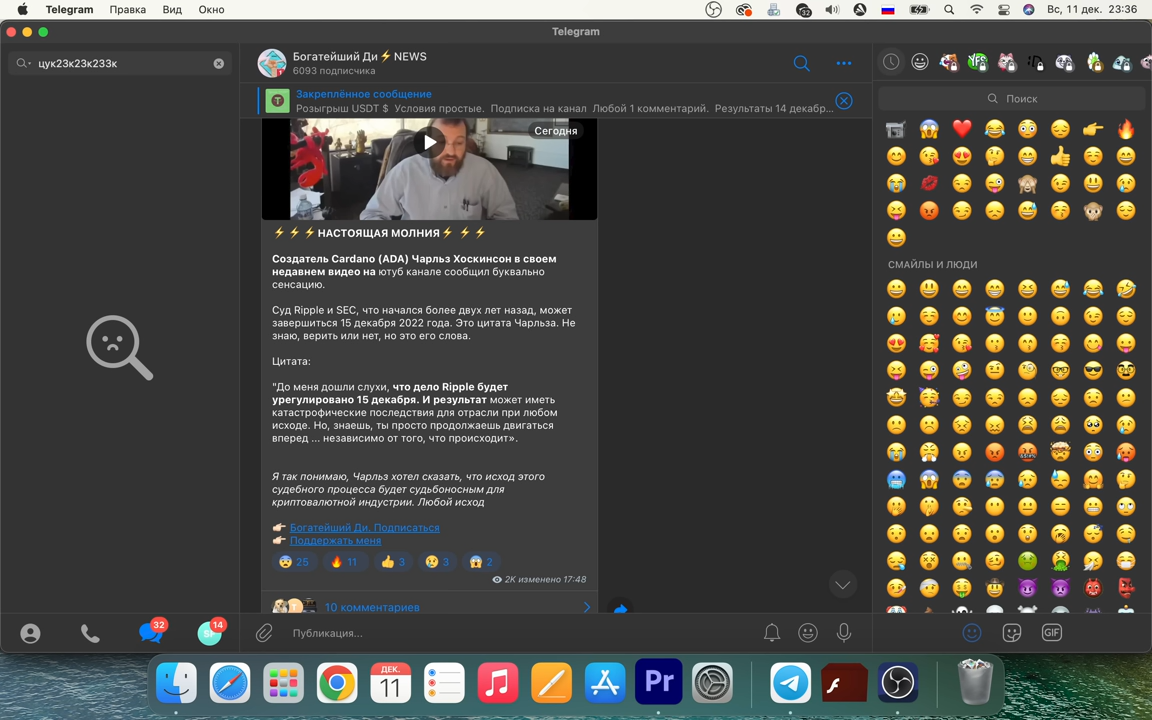 Telegram Правка Вид Окно
32
Вс, 11 дек. 23:36
Telegram
цук23к23к233к
Богатейший Ди⚡NEWS
6093 подписчика
Закреплённое сообщение
Розыгрыш USDT $ Условия простые. Подписка на канал Любой 1 комментарий. Результаты 14 декабр...
Поиск
Сегодня
⚡⚡⚡НАСТОЯЩАЯ МОЛНИЯ⚡⚡⚡
Создатель Cardano (ADA) Чарльз Хоскинсон в своем
недавнем видео на ютуб канале сообщил буквально
сенсацию.
Суд Ripple и SEC, что начался более двух лет назад, может
завершиться 15 декабря 2022 года. Это цитата Чарльза. Не
знаю, верить или нет, но это его слова.
Цитата:
"До меня дошли слухи, что дело Ripple будет
урегулировано 15 декабря. И результат может иметь
катастрофические последствия для отрасли при любом
исходе. Но, знаешь, ты просто продолжаешь двигаться
вперед ... независимо от того, что происходит».
Я так понимаю, Чарльз хотел сказать, что исход этого
судебного процесса будет судьбоносным для
криптовалютной индустрии. Любой исход
👉🏻 Богатейший Ди. Подписаться
👉🏻 Поддержать меня
😨 25 🔥 11 👍 3 😢 3 😱 2
2K изменено 17:48
10 комментариев
СМАЙЛЫ И ЛЮДИ
32
14
Публикация...
GIF
ДЕК.
11
Pr